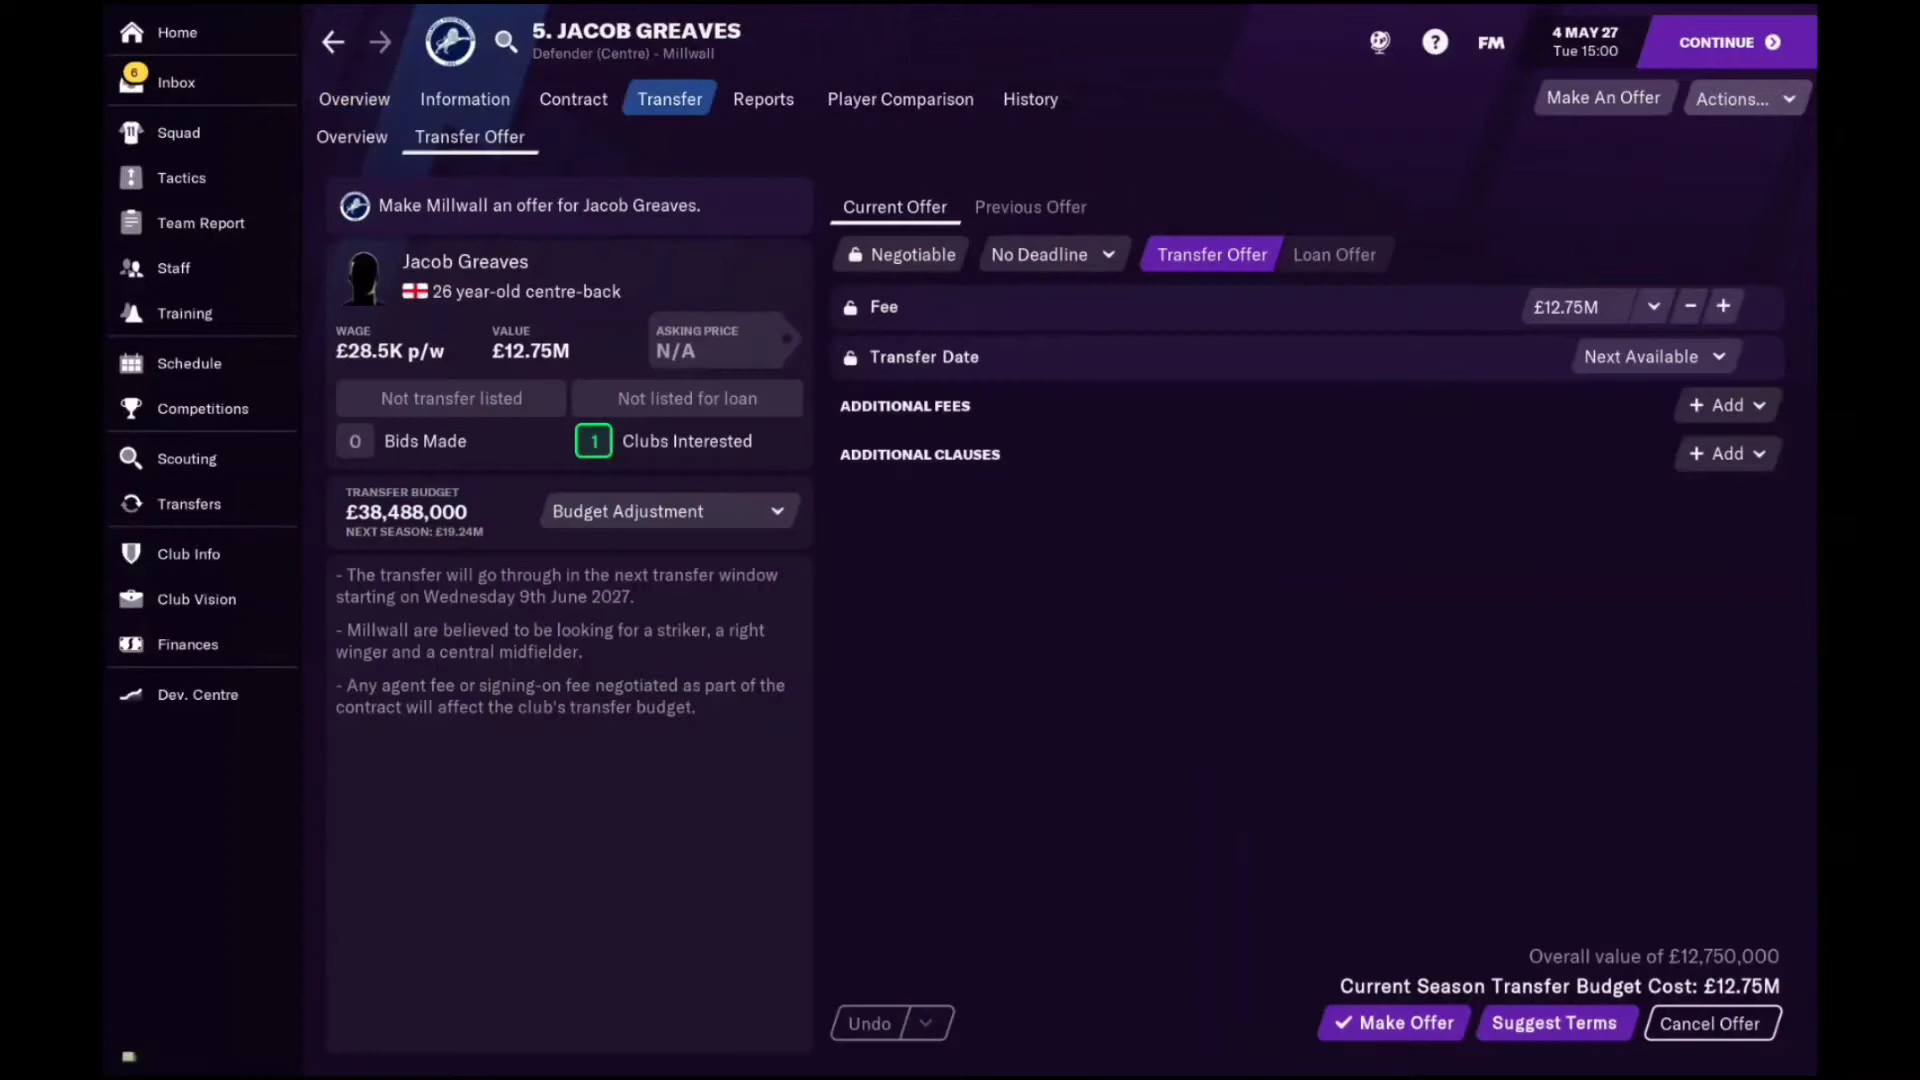 Home
6
Inbox
Squad
Tactics
Team Report
Staff
Training
Schedule
Competitions
Scouting
Transfers
Club Info
Club Vision
Finances
Dev. Centre
5. JACOB GREAVES
Defender (Centre) - Millwall
?
FM
4 MAY 27
Tue 15:00
CONTINUE
Overview
Information
Contract
Transfer
Reports
Player Comparison
History
Make An Offer
Actions...
Overview
Transfer Offer
Make Millwall an offer for Jacob Greaves.
Jacob Greaves
26 year-old centre-back
WAGE
£28.5K p/w
VALUE
£12.75M
ASKING PRICE
N/A
Not transfer listed
Not listed for loan
0 Bids Made
1 Clubs Interested
TRANSFER BUDGET
£38,488,000
NEXT SEASON: £19.24M
Budget Adjustment
- The transfer will go through in the next transfer window
starting on Wednesday 9th June 2027.
- Millwall are believed to be looking for a striker, a right
winger and a central midfielder.
- Any agent fee or signing-on fee negotiated as part of the
contract will affect the club's transfer budget.
Current Offer
Previous Offer
Negotiable
No Deadline
Transfer Offer
Loan Offer
Fee
£12.75M
- +
Transfer Date
Next Available
ADDITIONAL FEES
+ Add
ADDITIONAL CLAUSES
+ Add
Overall value of £12,750,000
Current Season Transfer Budget Cost: £12.75M
Undo
Make Offer
Suggest Terms
Cancel Offer